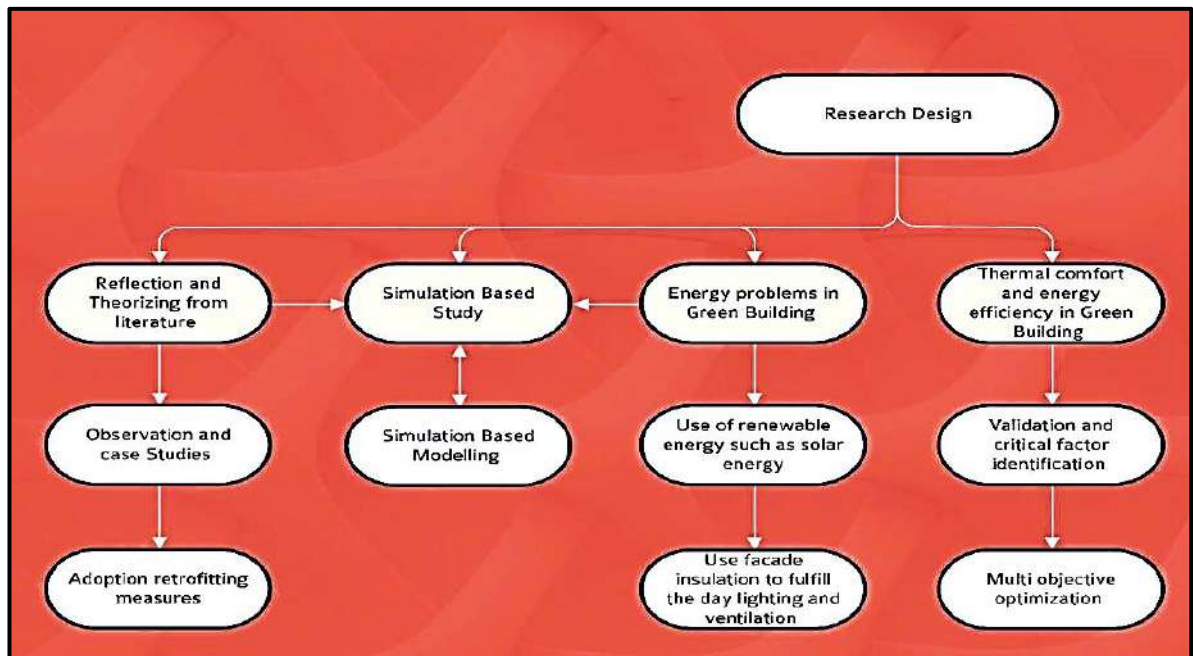 Research Design
Reflection and
Theorizing from
literature
Simulation Based
Study
Energy problems in
Green Building
Thermal comfort
and energy
efficiency in Green
Building
Observation and
case Studies
Simulation Based
Modelling
Use of renewable
energy such as solar
energy
Validation and
critical factor
identification
Adoption retrofitting
measures
Use facade
insulation to fulfill
the day lighting and
ventilation
Multi objective
optimization